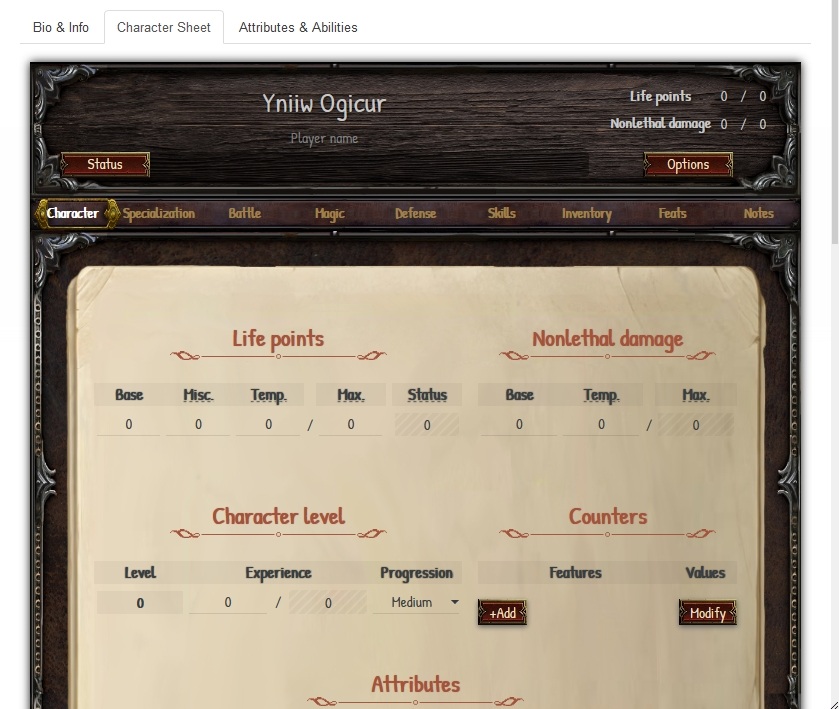 Bio & Info Character Sheet Attributes & Abilities
Yniiw Ogicur
Player name
Life points 0 / 0
Nonlethal damage 0 / 0
Status Options
Character Specialization Battle Magic Defense Skills Inventory Feats Notes
Life points Nonlethal damage
Base Misc. Temp. Max. Status Base Temp. Max.
0 0 0 / 0 0 0 0 / 0
Character level Counters
Level Experience Progression Features Values
0 0 / 0 Medium +Add Modify
Attributes